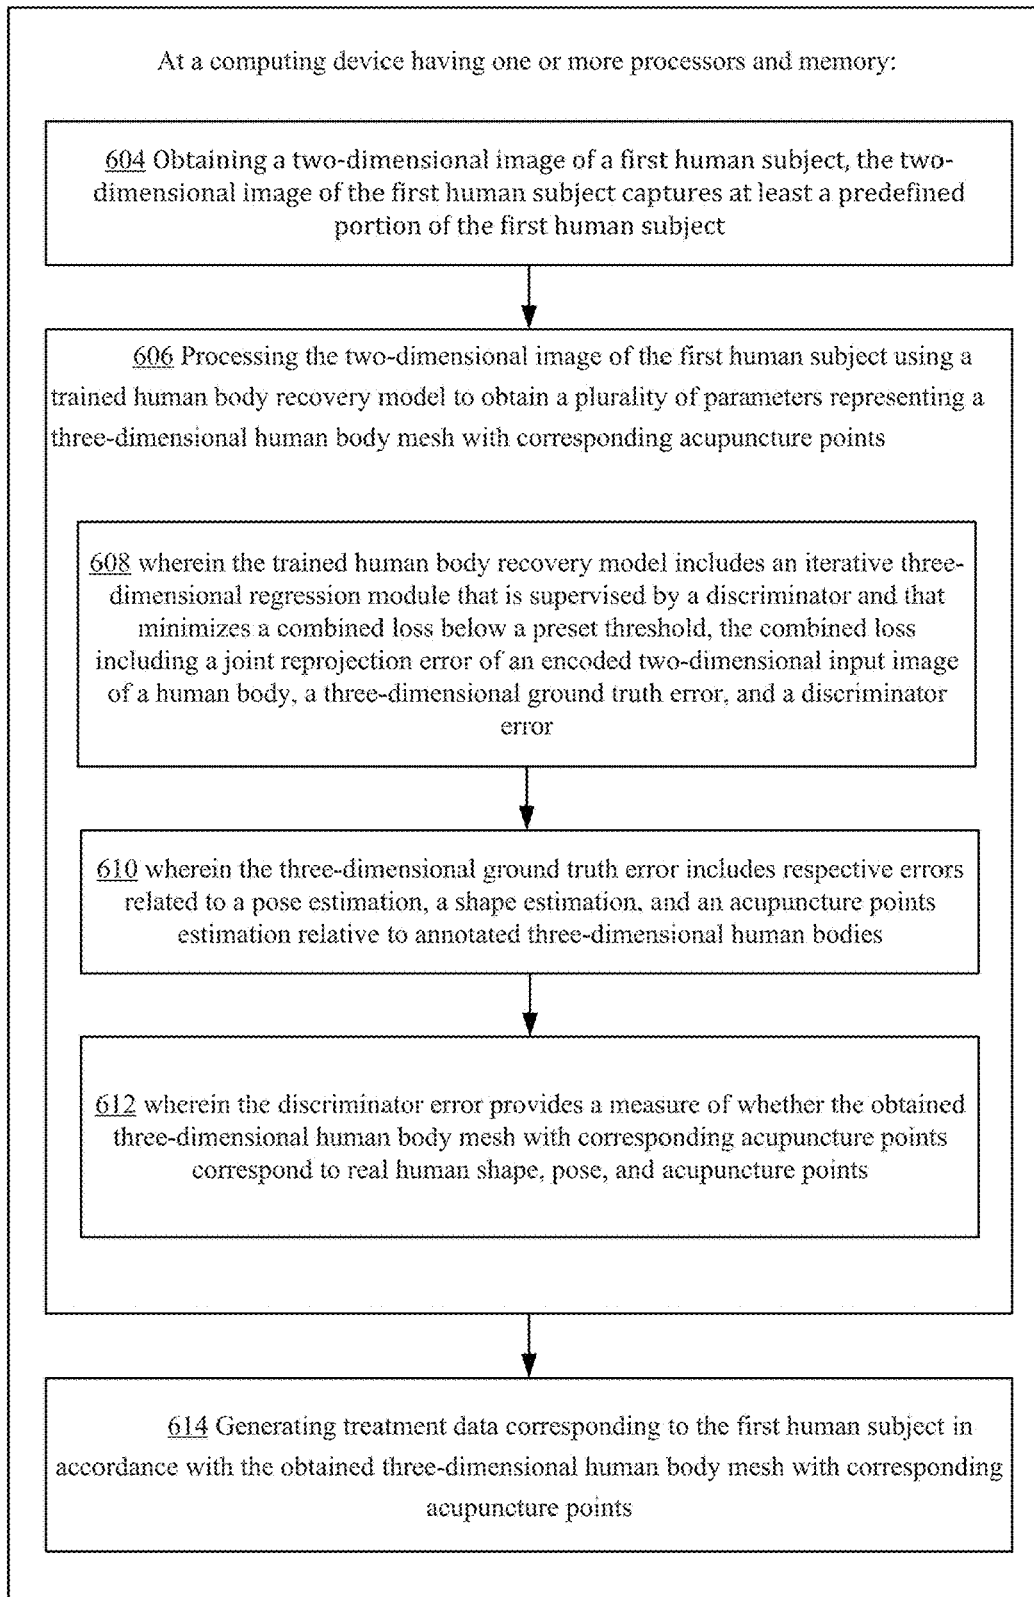 At a computing device having one or more processors and memory:
604 Obtaining a two-dimensional image of a first human subject, the two-
dimensional image of the first human subject captures at least a predefined
portion of the first human subject
606 Processing the two-dimensional image of the first human subject using a
trained human body recovery model to obtain a plurality of parameters representing a
three-dimensional human body mesh with corresponding acupuncture points
608 wherein the trained human body recovery model includes an iterative three-
dimensional regression module that is supervised by a discriminator and that
minimizes a combined loss below a preset threshold, the combined loss
including a joint reprojection error of an encoded two-dimensional input image
of a human body, a three-dimensional ground truth error, and a discriminator
error
610 wherein the three-dimensional ground truth error includes respective errors
related to a pose estimation, a shape estimation, and an acupuncture points
estimation relative to annotated three-dimensional human bodies
612 wherein the discriminator error provides a measure of whether the obtained
three-dimensional human body mesh with corresponding acupuncture points
correspond to real human shape, pose, and acupuncture points
614 Generating treatment data corresponding to the first human subject in
accordance with the obtained three-dimensional human body mesh with corresponding
acupuncture points